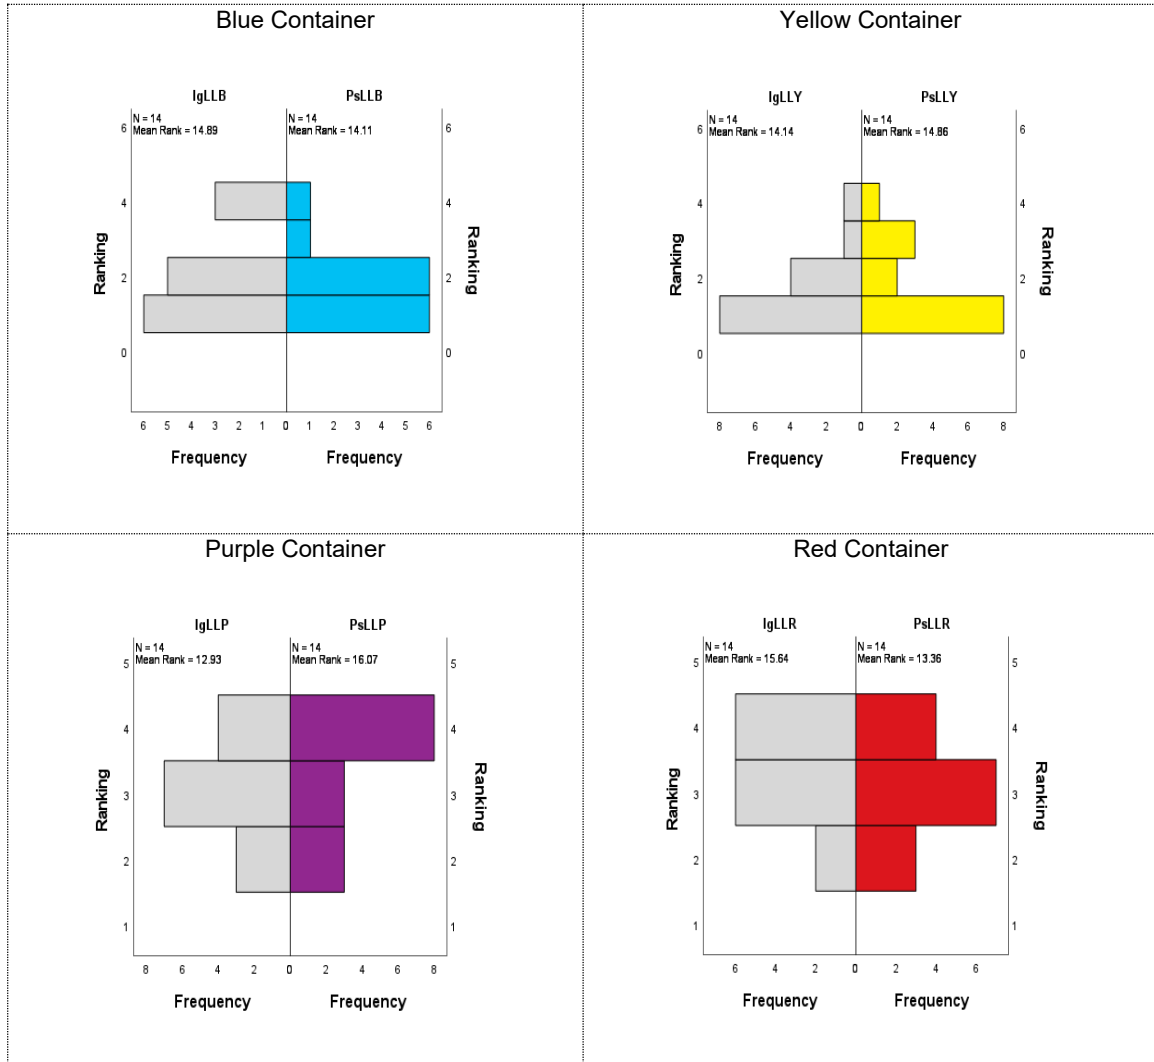 Blue Container
IgLLB PsLLB
N = 14 N = 14
Mean Rank = 14.89 Mean Rank = 14.11
6 6
4 4
2 2
0 0
Ranking Ranking
6 5 4 3 2 1 0 1 2 3 4 5 6
Frequency Frequency
Yellow Container
IgLLY PsLLY
N = 14 N = 14
Mean Rank = 14.14 Mean Rank = 14.86
6 6
4 4
2 2
0 0
Ranking Ranking
8 6 4 2 0 2 4 6 8
Frequency Frequency
Purple Container
IgLLP PsLLP
N = 14 N = 14
Mean Rank = 12.93 Mean Rank = 16.07
5 5
4 4
3 3
2 2
1 1
Ranking Ranking
8 6 4 2 0 2 4 6 8
Frequency Frequency
Red Container
IgLLR PsLLR
N = 14 N = 14
Mean Rank = 15.64 Mean Rank = 13.36
5 5
4 4
3 3
2 2
1 1
Ranking Ranking
6 4 2 0 2 4 6
Frequency Frequency